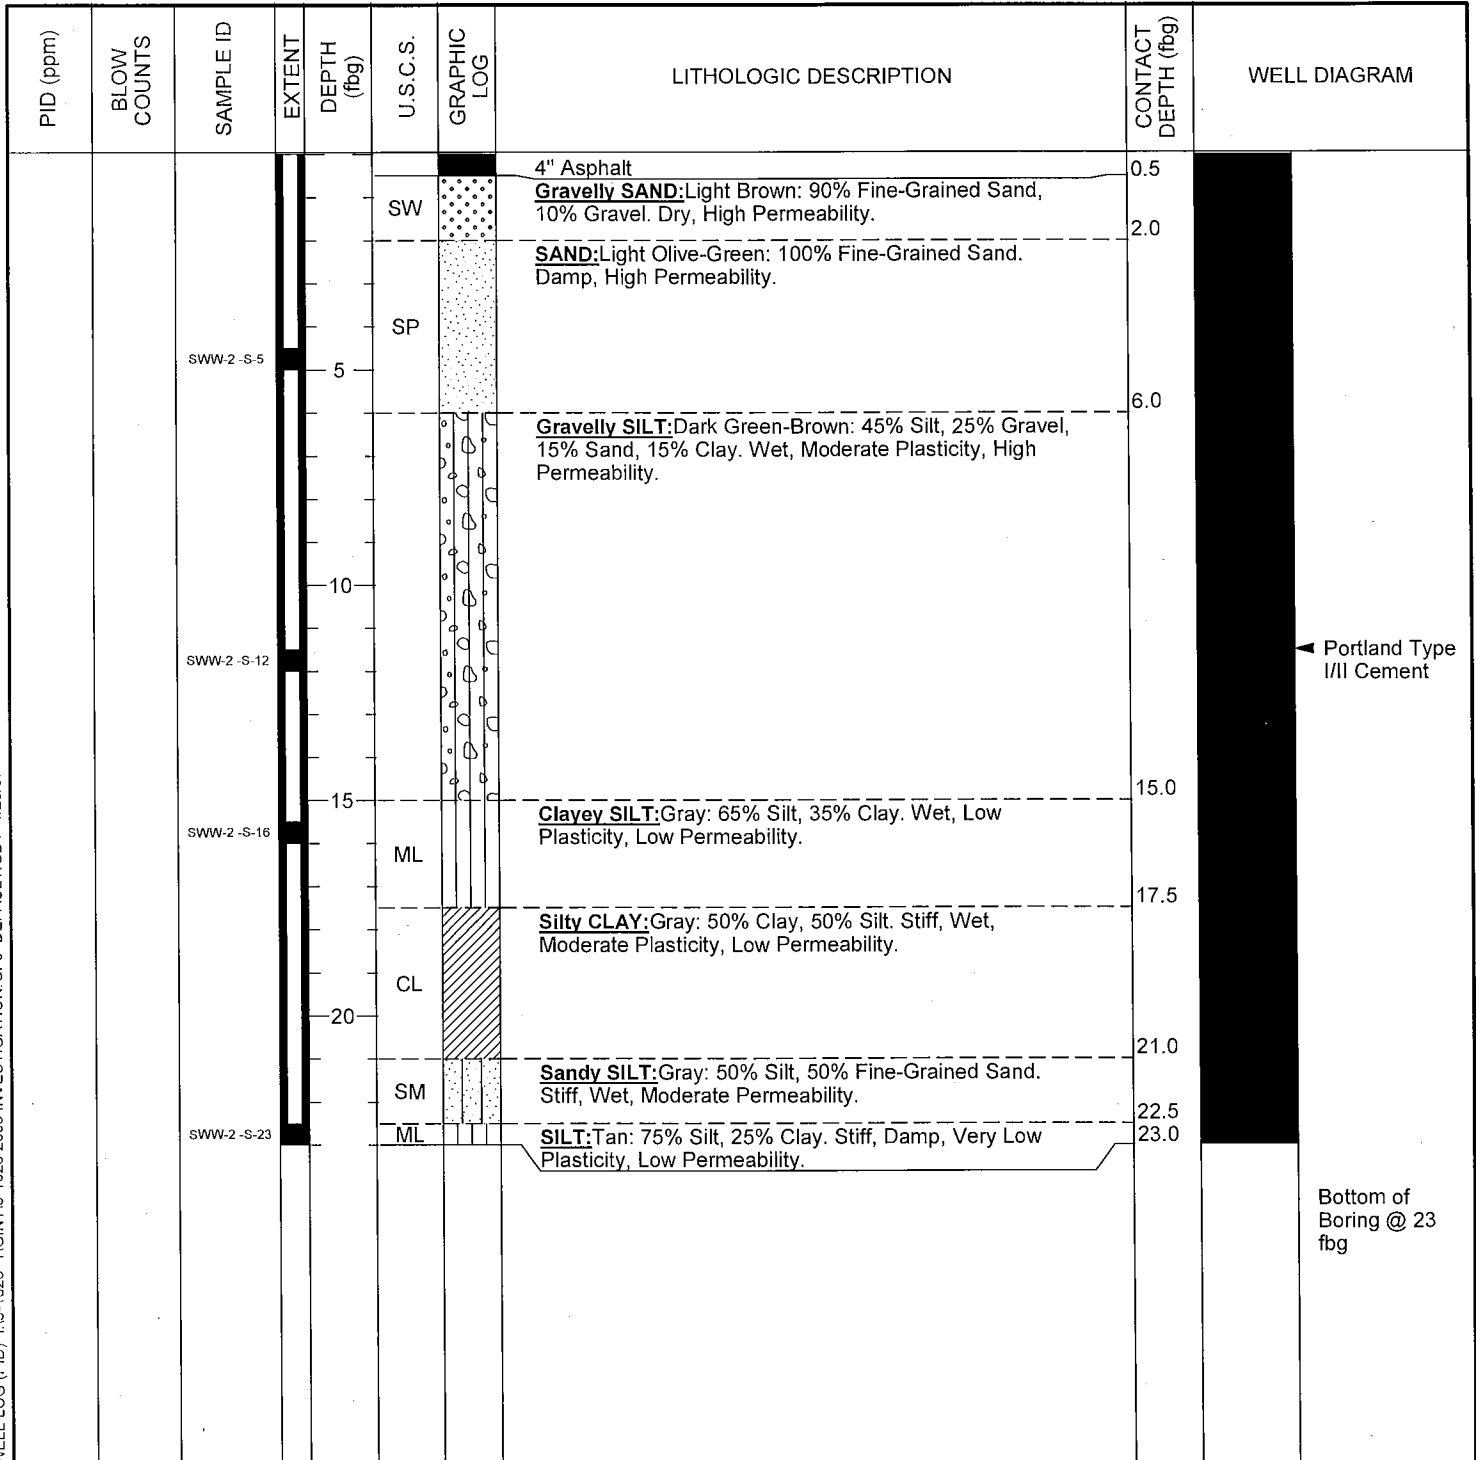 PID (ppm)
BLOW
COUNTS
SAMPLE ID
EXTENT
DEPTH
(fbg)
U.S.C.S.
GRAPHIC
LOG
LITHOLOGIC DESCRIPTION
CONTACT
DEPTH (fbg)
WELL DIAGRAM
4" Asphalt
0.5
SW
Gravelly SAND:Light Brown: 90% Fine-Grained Sand,
10% Gravel. Dry, High Permeability.
2.0
SAND:Light Olive-Green: 100% Fine-Grained Sand.
Damp, High Permeability.
SP
SWW-2 -S-5
5
6.0
Gravelly SILT:Dark Green-Brown: 45% Silt, 25% Gravel,
15% Sand, 15% Clay. Wet, Moderate Plasticity, High
Permeability.
10
SWW-2 -S-12
Portland Type
I/II Cement
15
15.0
Clayey SILT:Gray: 65% Silt, 35% Clay. Wet, Low
Plasticity, Low Permeability.
SWW-2 -S-16
ML
17.5
Silty CLAY:Gray: 50% Clay, 50% Silt. Stiff, Wet,
Moderate Plasticity, Low Permeability.
CL
20
21.0
Sandy SILT:Gray: 50% Silt, 50% Fine-Grained Sand.
Stiff, Wet, Moderate Permeability.
SM
22.5
SWW-2 -S-23
ML
SILT:Tan: 75% Silt, 25% Clay. Stiff, Damp, Very Low
Plasticity, Low Permeability.
23.0
Bottom of
Boring @ 23
fbg
WELL LOG (PID)